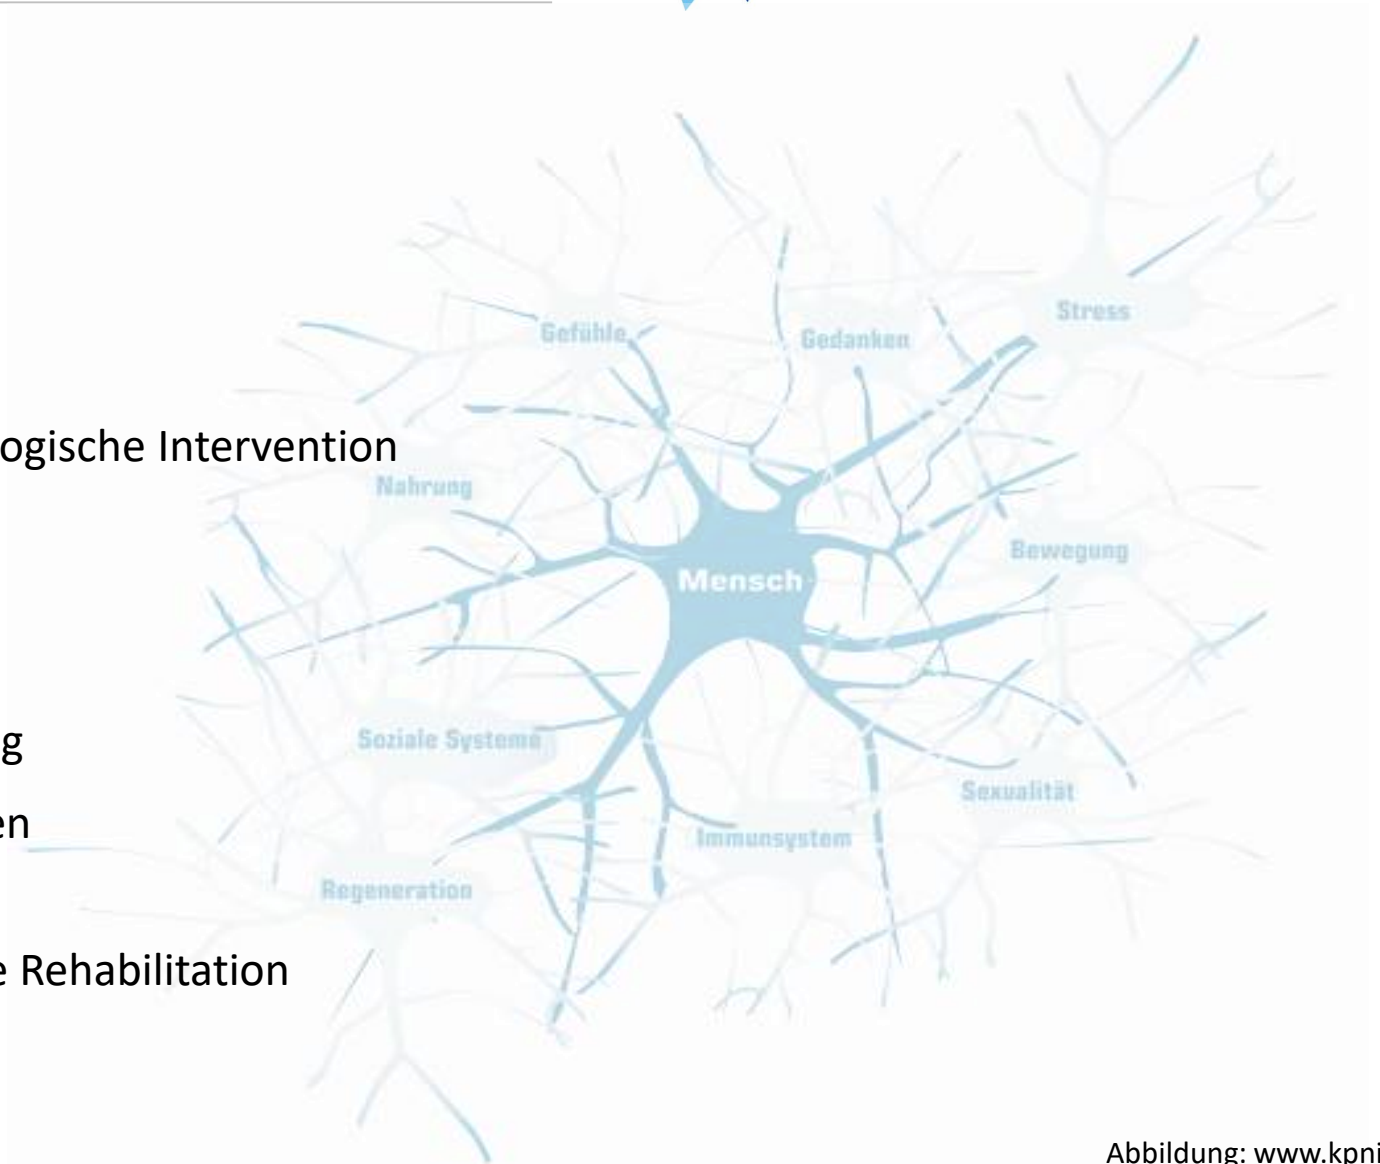 Stress
Gefühle
Gedanken
ogische Intervention
Nahrung
Bewegung
Mensch
Soziale Systeme
g
Sexualität
en
Immunsystem
Regeneration
e Rehabilitation
Abbildung: www.kpni